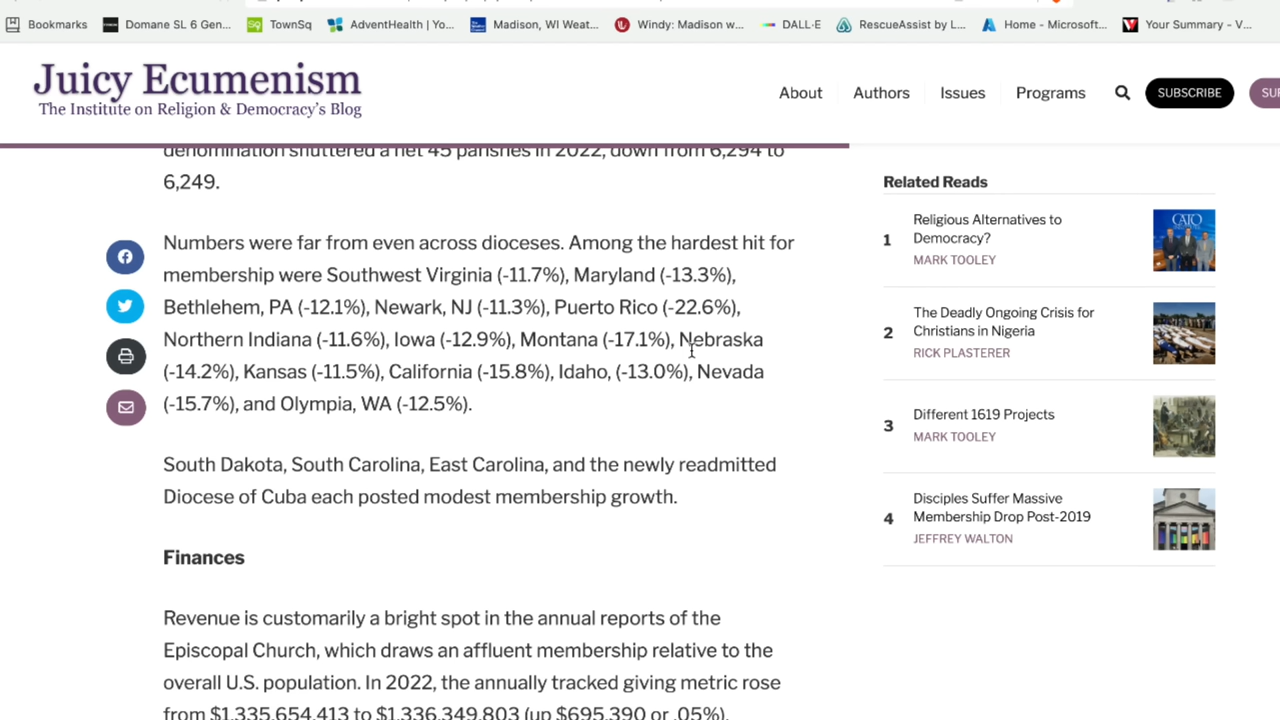 Bookmarks
Domane SL 6 Gen...
TownSq
AdventHealth | Yo...
Madison, WI Weat...
Windy: Madison w...
DALL·E
RescueAssist by L...
Home - Microsoft...
Your Summary - V...
Juicy Ecumenism
The Institute on Religion & Democracy's Blog
About
Authors
Issues
Programs
SUBSCRIBE
denomination shuttered a net 45 parishes in 2022, down from 6,294 to
6,249.
Numbers were far from even across dioceses. Among the hardest hit for
membership were Southwest Virginia (-11.7%), Maryland (-13.3%),
Bethlehem, PA (-12.1%), Newark, NJ (-11.3%), Puerto Rico (-22.6%),
Northern Indiana (-11.6%), Iowa (-12.9%), Montana (-17.1%), Nebraska
(-14.2%), Kansas (-11.5%), California (-15.8%), Idaho, (-13.0%), Nevada
(-15.7%), and Olympia, WA (-12.5%).
South Dakota, South Carolina, East Carolina, and the newly readmitted
Diocese of Cuba each posted modest membership growth.
Finances
Revenue is customarily a bright spot in the annual reports of the
Episcopal Church, which draws an affluent membership relative to the
overall U.S. population. In 2022, the annually tracked giving metric rose
from $1,335,654,413 to $1,336,349,803 (up $695,390 or .05%).
Related Reads
1
Religious Alternatives to
Democracy?
MARK TOOLEY
CATO
2
The Deadly Ongoing Crisis for
Christians in Nigeria
RICK PLASTERER
3
Different 1619 Projects
MARK TOOLEY
4
Disciples Suffer Massive
Membership Drop Post-2019
JEFFREY WALTON